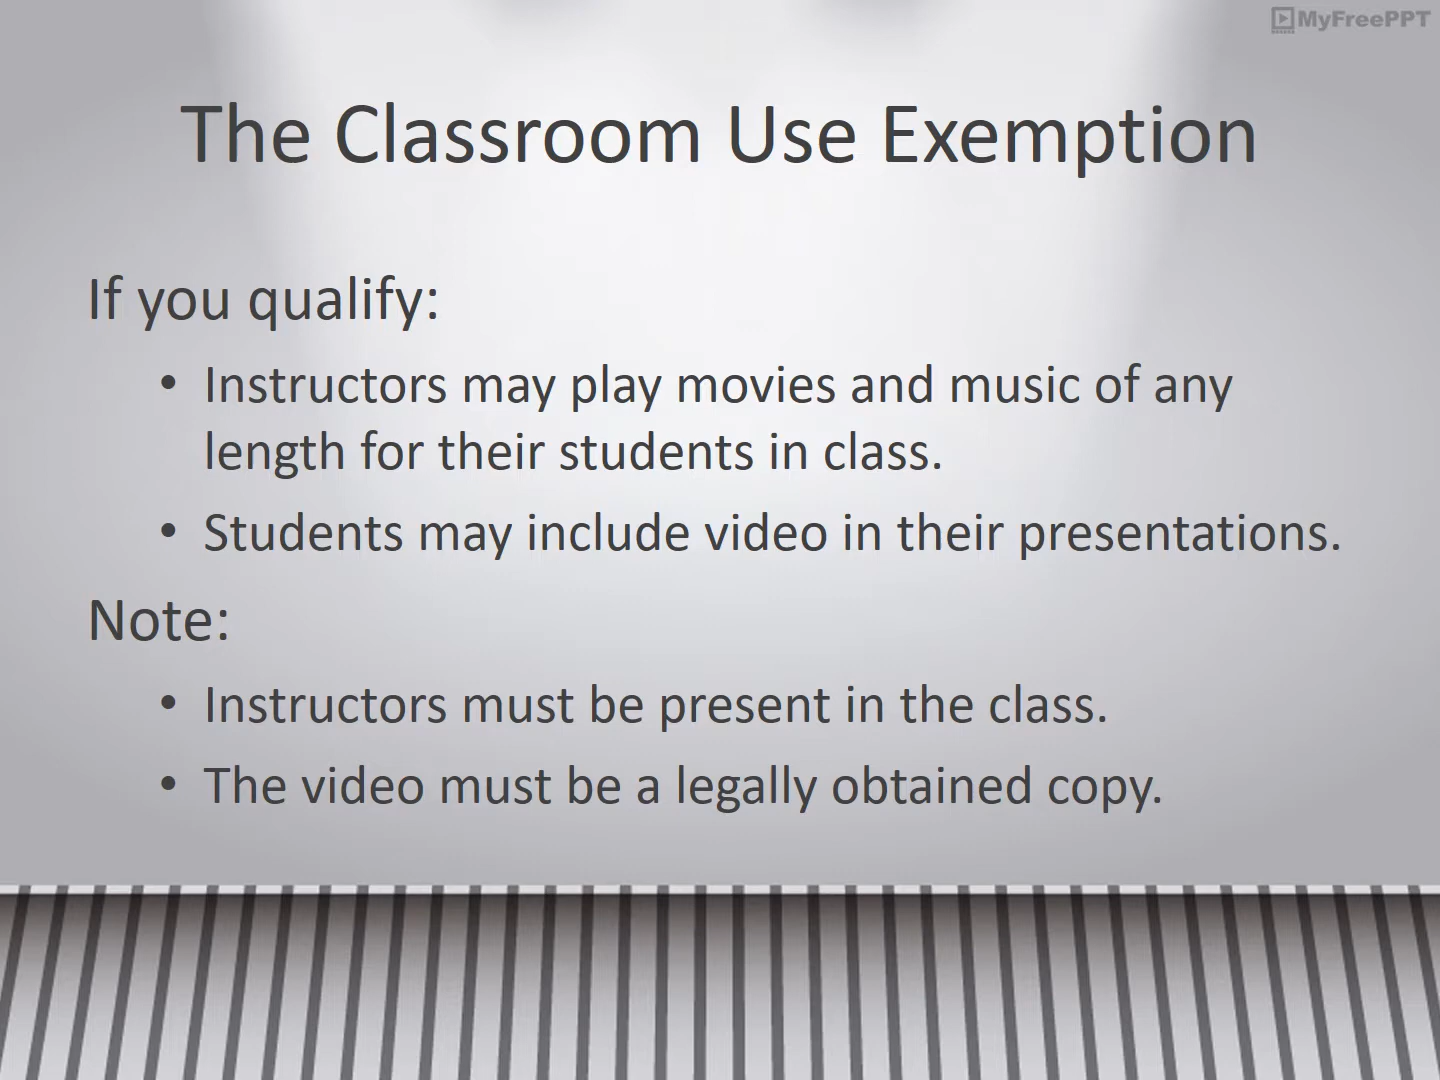 MyFreePPT
The Classroom Use Exemption
If you qualify:
• Instructors may play movies and music of any
length for their students in class.
• Students may include video in their presentations.
Note:
• Instructors must be present in the class.
• The video must be a legally obtained copy.